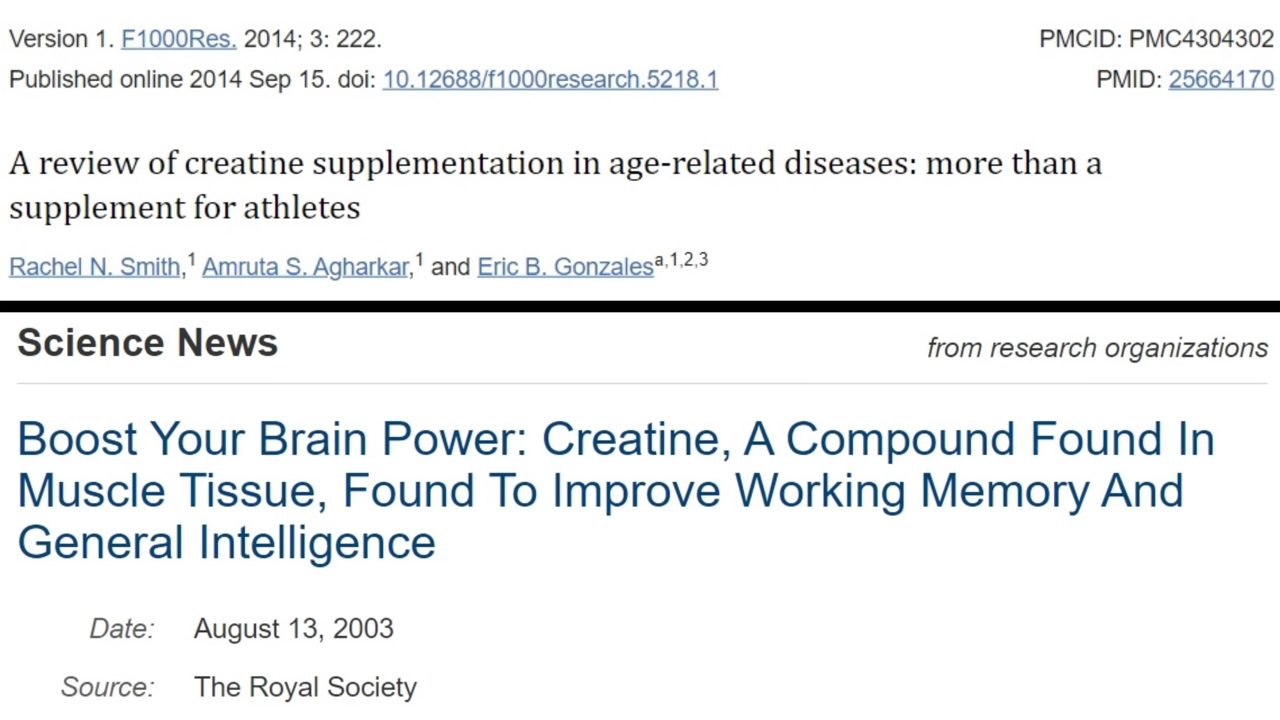 Version 1. F1000Res. 2014; 3: 222.
PMCID: PMC4304302
Published online 2014 Sep 15. doi: 10.12688/f1000research.5218.1
PMID: 25664170
A review of creatine supplementation in age-related diseases: more than a
supplement for athletes
Rachel N. Smith,1 Amruta S. Agharkar,1 and Eric B. Gonzalesa,1,2,3
Science News
from research organizations
Boost Your Brain Power: Creatine, A Compound Found In
Muscle Tissue, Found To Improve Working Memory And
General Intelligence
Date: August 13, 2003
Source: The Royal Society